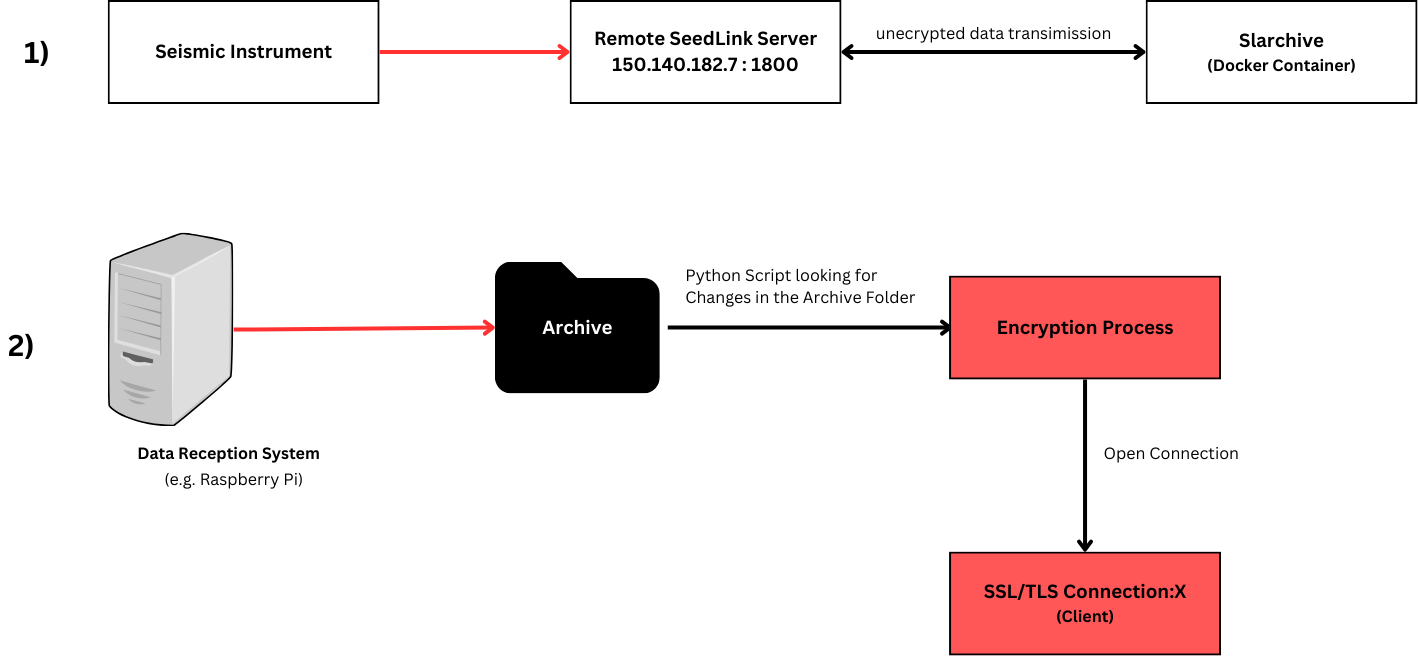 1)
Seismic Instrument
Remote SeedLink Server
150.140.182.7 : 1800
unecrypted data transimission
Slarchive
(Docker Container)
2)
Data Reception System
(e.g. Raspberry Pi)
Archive
Python Script looking for
Changes in the Archive Folder
Encryption Process
Open Connection
SSL/TLS Connection:X
(Client)